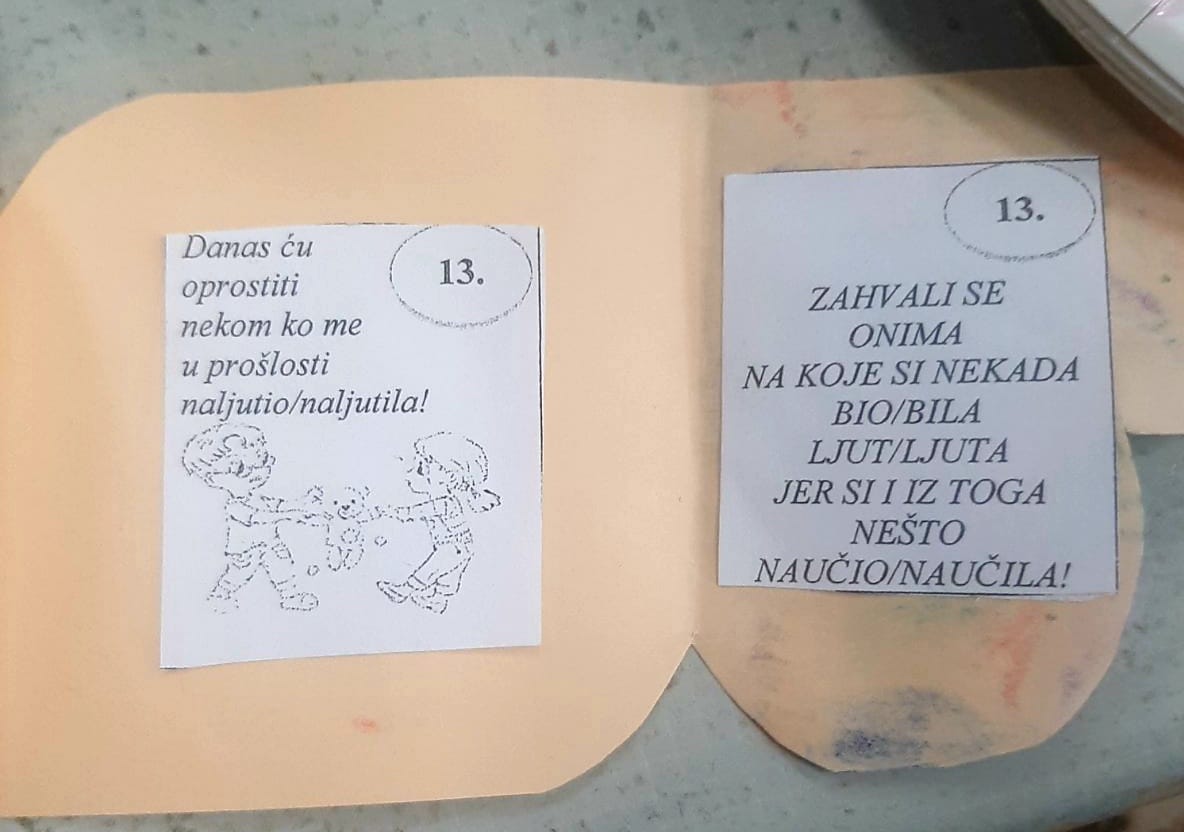 Danas ću
13.
oprostiti
nekom ko me
u prošlosti
naljutio/naljutila!
13.
ZAHVALI SE
ONIMA
NA KOJE SI NEKADA
BIO/BILA
LJUT/LJUTA
JER SI I IZ TOGA
NEŠTO
NAUČIO/NAUČILA!